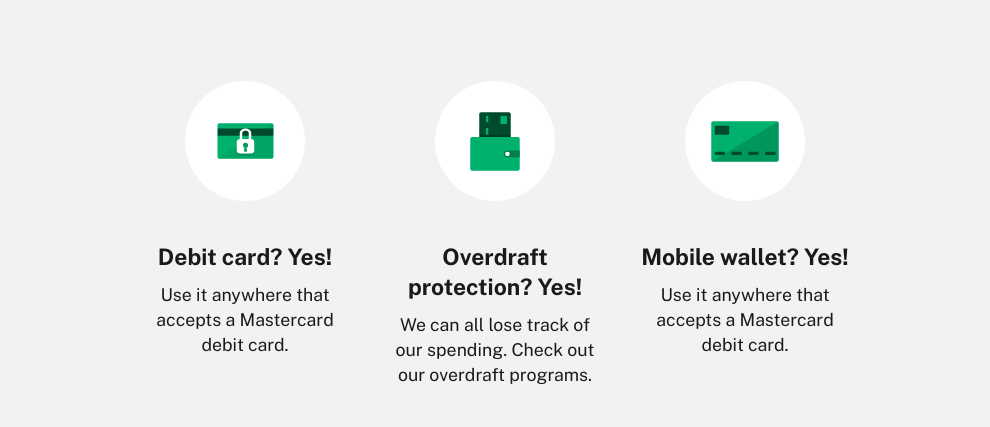 Debit card? Yes!
Use it anywhere that
accepts a Mastercard
debit card.
Overdraft
protection? Yes!
We can all lose track of
our spending. Check out
our overdraft programs.
Mobile wallet? Yes!
Use it anywhere that
accepts a Mastercard
debit card.